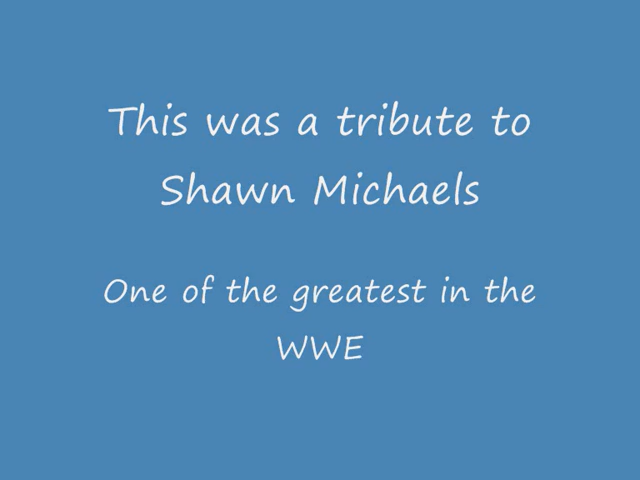 This was a tribute to
Shawn Michaels
One of the greatest in the
WWE